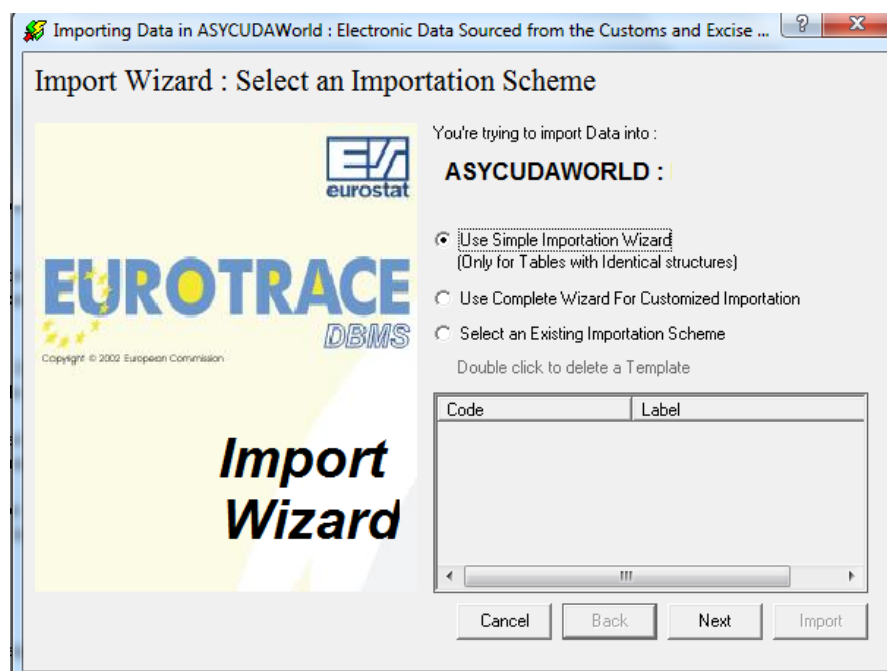 Importing Data in ASYCUDAWorld : Electronic Data Sourced from the Customs and Excise ...
Import Wizard : Select an Importation Scheme
eurostat
EUROTRACE
DBMS
Copyright © 2002 European Commission
Import
Wizard
You're trying to import Data into :
ASYCUDAWORLD :
Use Simple Importation Wizard
(Only for Tables with Identical structures)
Use Complete Wizard For Customized Importation
Select an Existing Importation Scheme
Double click to delete a Template
Code Label
Cancel Back Next Import